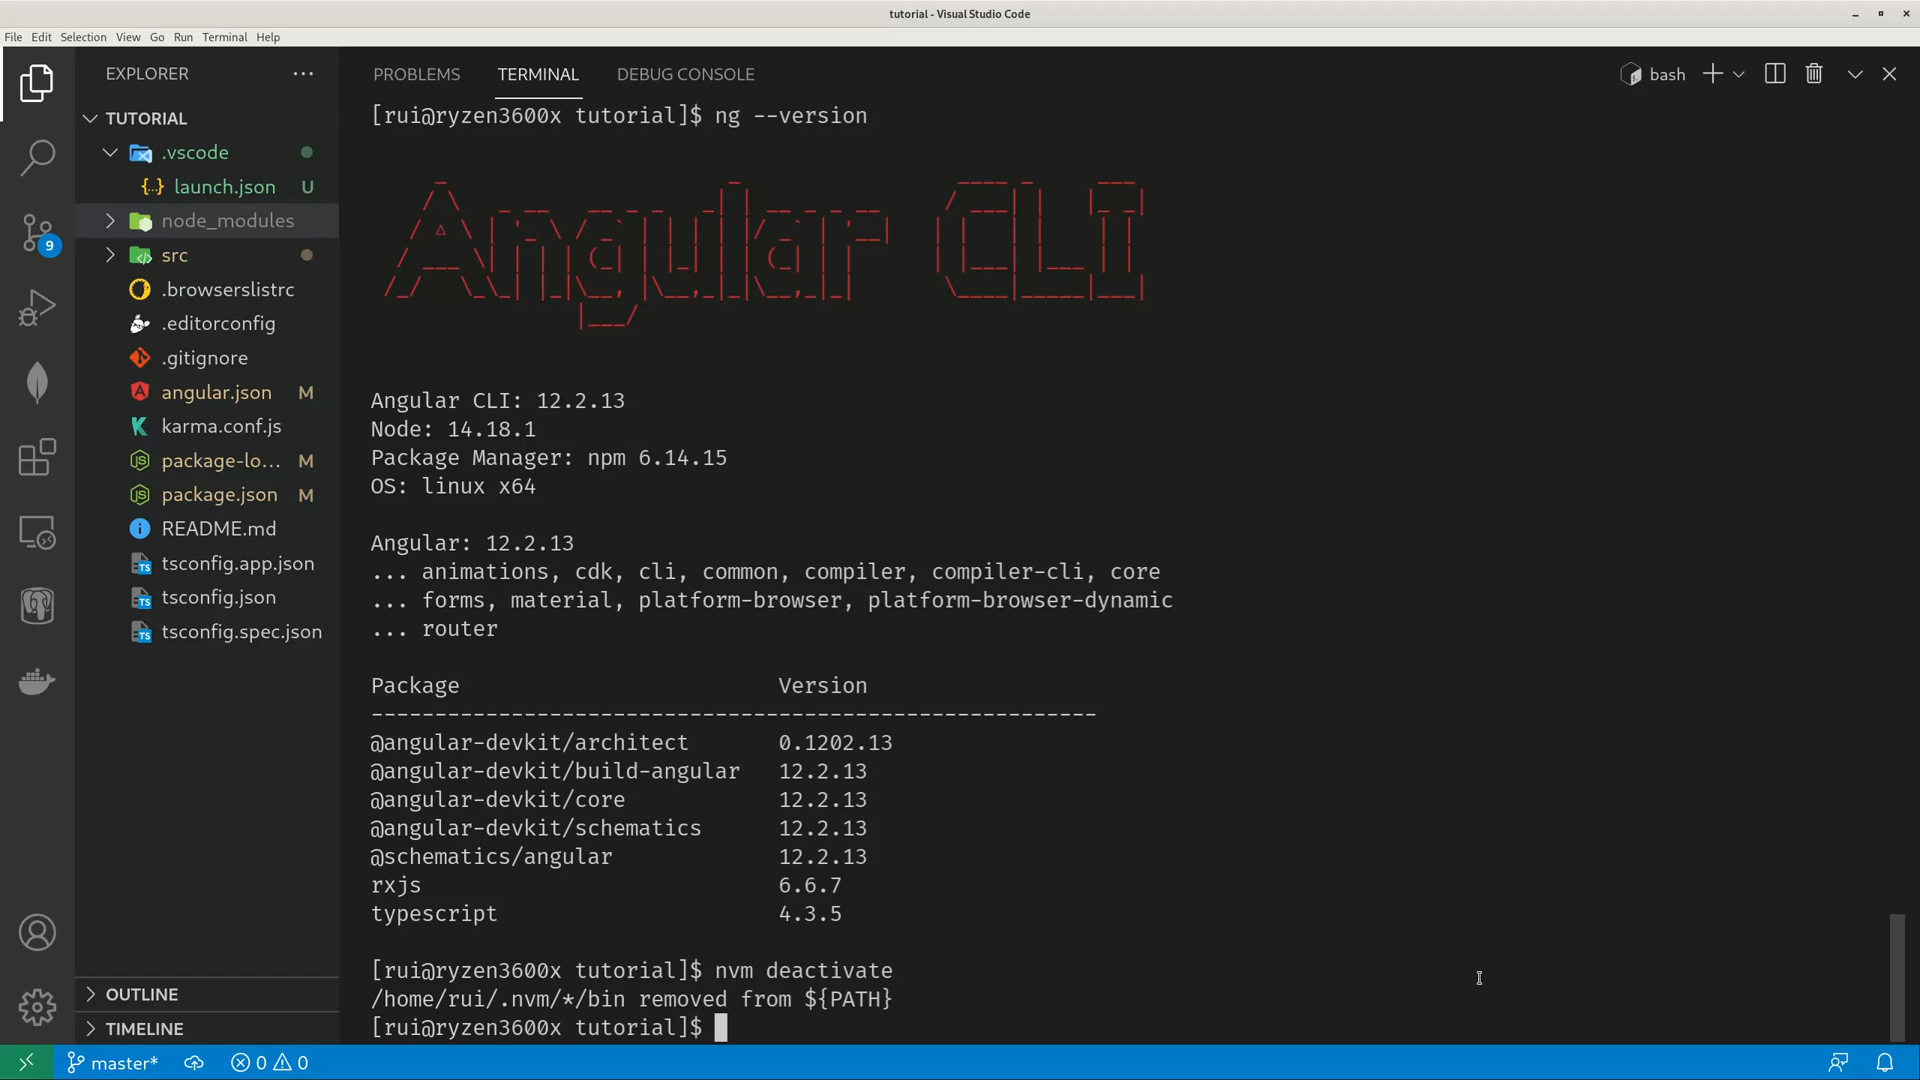 tutorial - Visual Studio Code
File Edit Selection View Go Run Terminal Help
EXPLORER
TUTORIAL
.vscode
launch.json U
node_modules
src
.browserslistrc
.editorconfig
.gitignore
angular.json M
karma.conf.js
package-lo... M
package.json M
README.md
tsconfig.app.json
tsconfig.json
tsconfig.spec.json
OUTLINE
TIMELINE
9
PROBLEMS TERMINAL DEBUG CONSOLE
bash
[rui@ryzen3600x tutorial]$ ng --version
Angular CLI
Angular CLI: 12.2.13
Node: 14.18.1
Package Manager: npm 6.14.15
OS: linux x64
Angular: 12.2.13
... animations, cdk, cli, common, compiler, compiler-cli, core
... forms, material, platform-browser, platform-browser-dynamic
... router
Package Version
---------------------------------------------------------
@angular-devkit/architect 0.1202.13
@angular-devkit/build-angular 12.2.13
@angular-devkit/core 12.2.13
@angular-devkit/schematics 12.2.13
@schematics/angular 12.2.13
rxjs 6.6.7
typescript 4.3.5
[rui@ryzen3600x tutorial]$ nvm deactivate
/home/rui/.nvm/*/bin removed from ${PATH}
[rui@ryzen3600x tutorial]$
master* 0 0